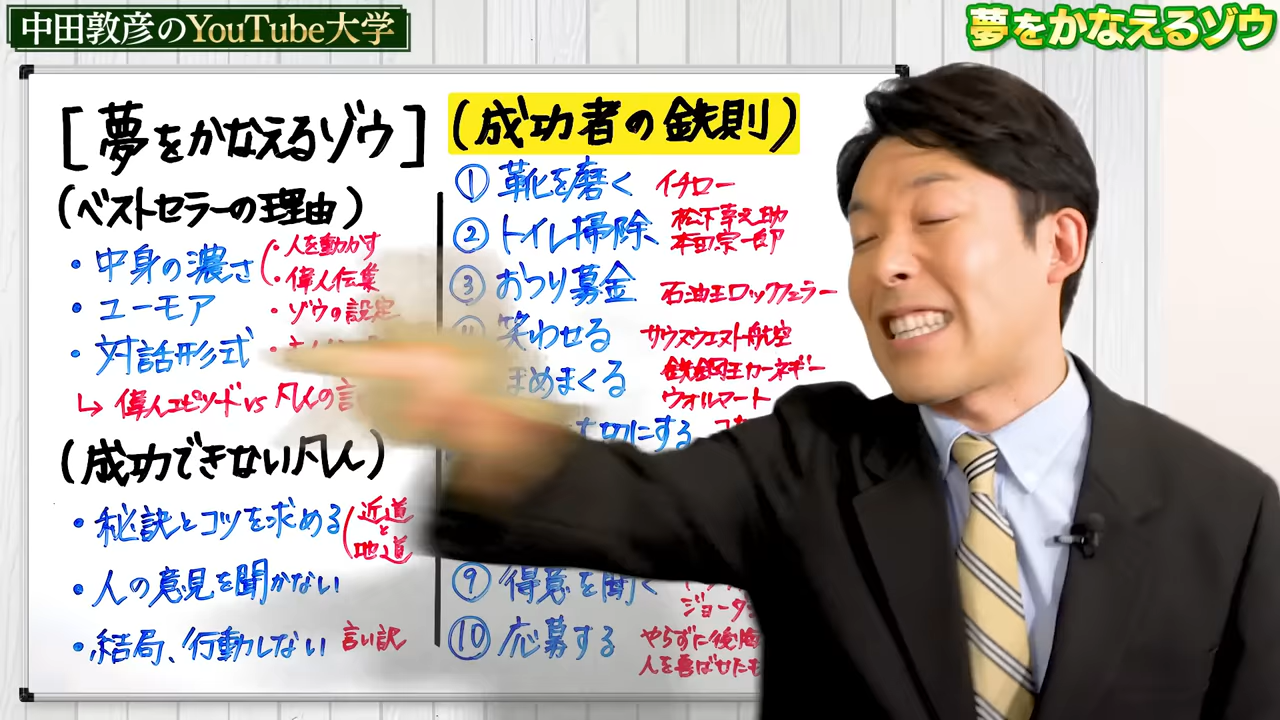 中田敦彦のYouTube大学
夢をかなえるゾウ
[夢をかなえるゾウ]
(ベストセラーの理由)
・中身の濃さ
・人を動かす
・偉人伝集
・ユーモア
・ゾウの設定
・対話形式
↳ 偉人エピソード vs 凡人の言
(成功できない凡人)
・秘訣とコツを求める
近道と地道
・人の意見を聞かない
・結局、行動しない 言い訳
(成功者の鉄則)
① 靴を磨く イチロー
② トイレ掃除 松下幸之助
本田宗一郎
③ おつり募金 石油王ロックフェラー
笑わせる サウスウエスト航空
ほめまくる 鉄鋼王カーネギー
ウォルマート
切にする
⑨ 得意を聞く
ジョーダ
⑩ 応募する やらずに後悔
人を喜ばせた